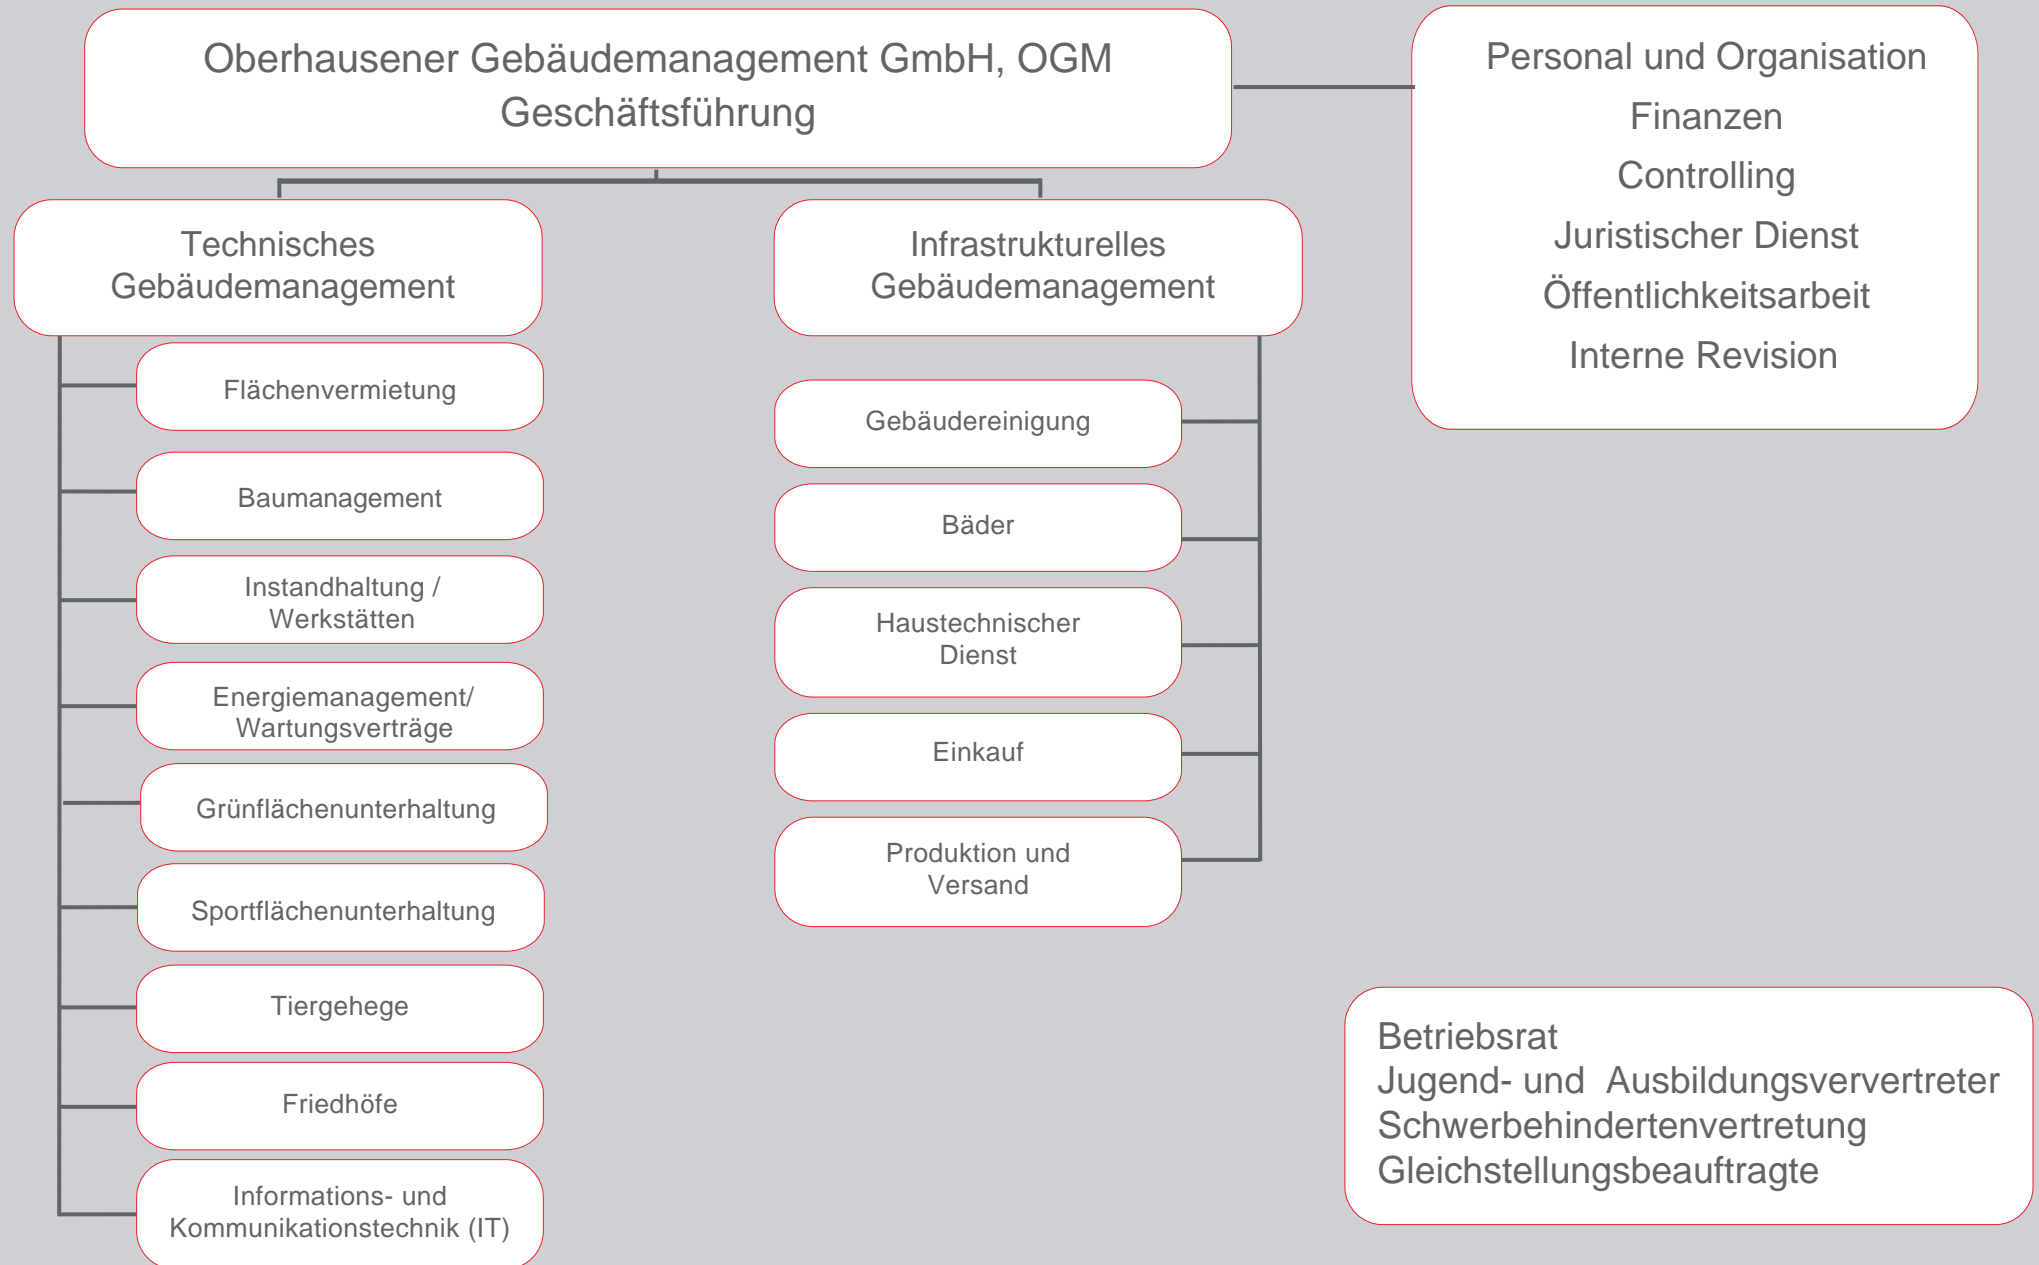 Oberhausener Gebäudemanagement GmbH, OGM
Geschäftsführung
Personal und Organisation
Finanzen
Controlling
Juristischer Dienst
Öffentlichkeitsarbeit
Interne Revision
Technisches
Gebäudemanagement
Flächenvermietung
Baumanagement
Instandhaltung /
Werkstätten
Energiemanagement/
Wartungsverträge
Grünflächenunterhaltung
Sportflächenunterhaltung
Tiergehege
Friedhöfe
Informations- und
Kommunikationstechnik (IT)
Infrastrukturelles
Gebäudemanagement
Gebäudereinigung
Bäder
Haustechnischer
Dienst
Einkauf
Produktion und
Versand
Betriebsrat
Jugend- und  Ausbildungsververtreter
Schwerbehindertenvertretung
Gleichstellungsbeauftragte